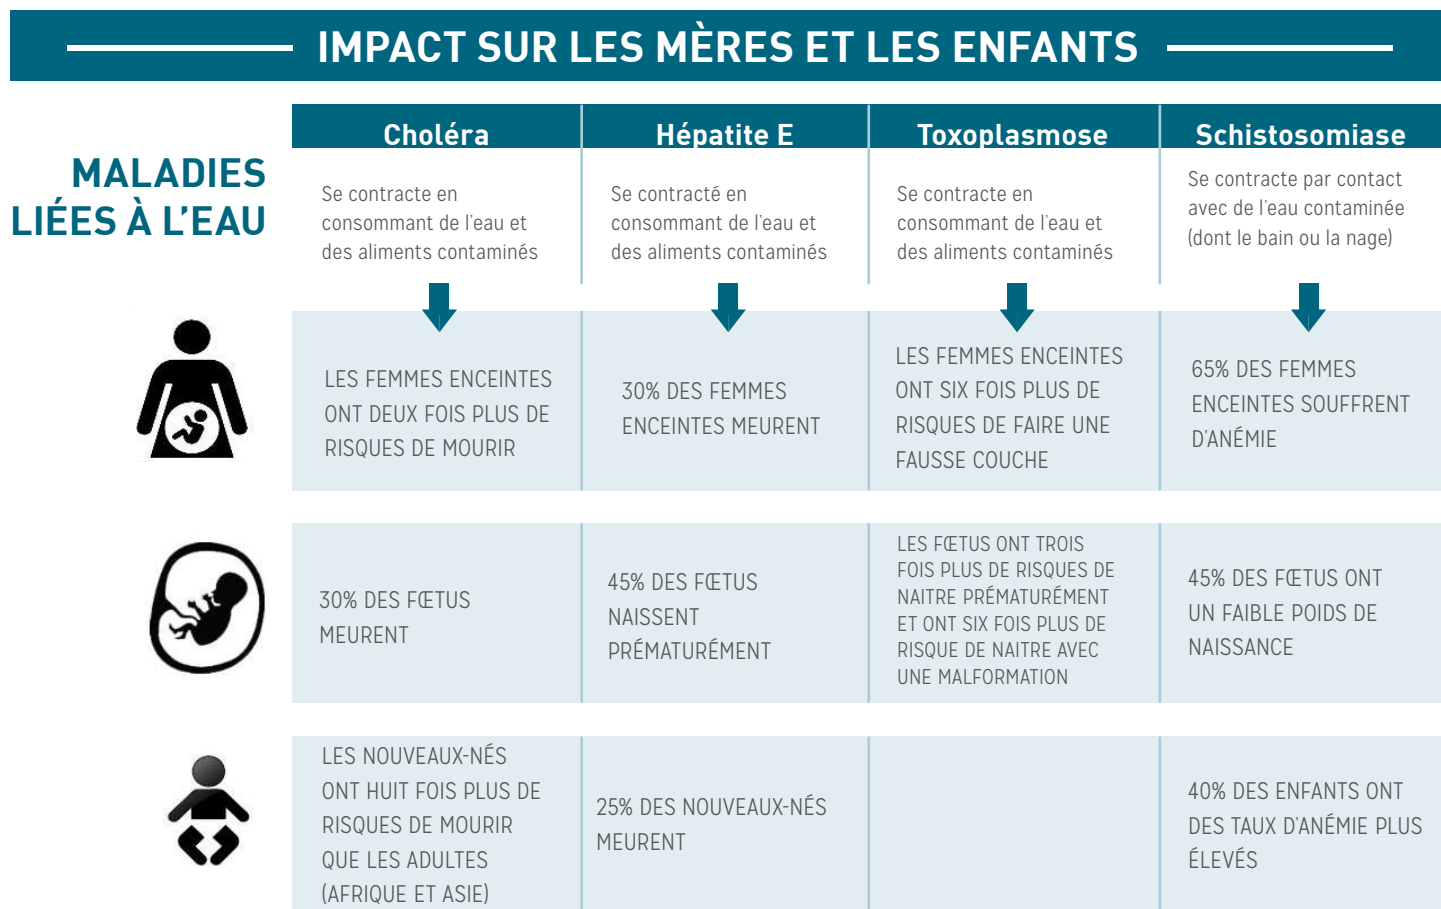 IMPACT SUR LES MÈRES ET LES ENFANTS
MALADIES
LIÉES À L'EAU
Choléra
Se contracte en
consommant de l'eau et
des aliments contaminés
Hépatite E
Se contracté en
consommant de l'eau et
des aliments contaminés
Toxoplasmose
Se contracte en
consommant de l'eau et
des aliments contaminés
Schistosomiase
Se contracte par contact
avec de l'eau contaminée
(dont le bain ou la nage)
LES FEMMES ENCEINTES
ONT DEUX FOIS PLUS DE
RISQUES DE MOURIR
30% DES FEMMES
ENCEINTES MEURENT
LES FEMMES ENCEINTES
ONT SIX FOIS PLUS DE
RISQUES DE FAIRE UNE
FAUSSE COUCHE
65% DES FEMMES
ENCEINTES SOUFFRENT
D'ANÉMIE
30% DES FŒTUS
MEURENT
45% DES FŒTUS
NAISSENT
PRÉMATURÉMENT
LES FŒTUS ONT TROIS
FOIS PLUS DE RISQUES DE
NAITRE PRÉMATURÉMENT
ET ONT SIX FOIS PLUS DE
RISQUE DE NAITRE AVEC
UNE MALFORMATION
45% DES FŒTUS ONT
UN FAIBLE POIDS DE
NAISSANCE
LES NOUVEAUX-NÉS
ONT HUIT FOIS PLUS DE
RISQUES DE MOURIR
QUE LES ADULTES
(AFRIQUE ET ASIE)
25% DES NOUVEAUX-NÉS
MEURENT
40% DES ENFANTS ONT
DES TAUX D'ANÉMIE PLUS
ÉLEVÉS